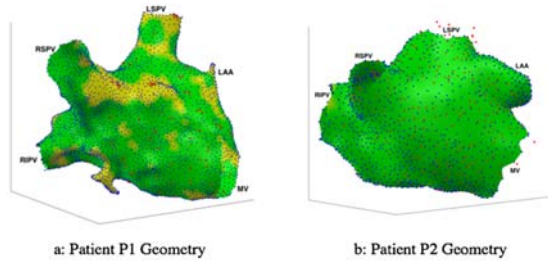 LSPV
RSPV
LAA
RIPV
MV
LSPV
RSPV
LAA
RIPV
MV
a: Patient P1 Geometry
b: Patient P2 Geometry